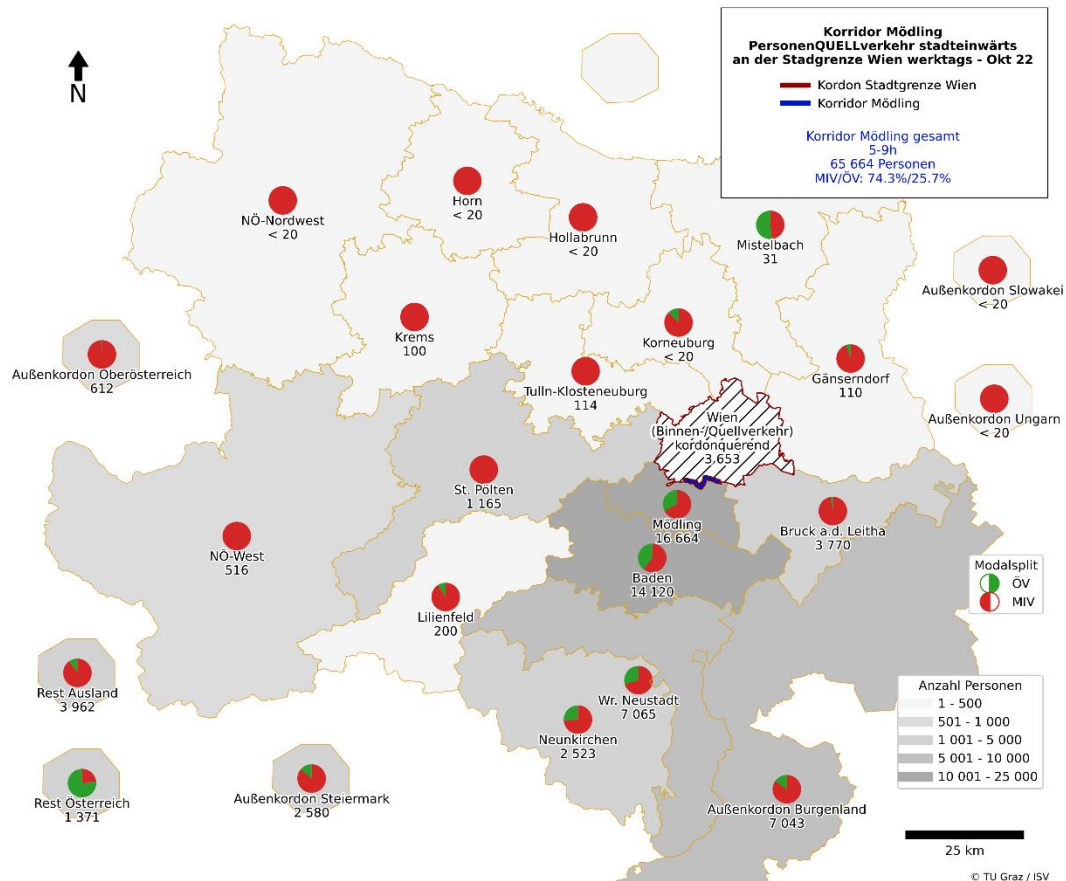 Korridor Mödling
PersonenQUELLverkehr stadteinwärts
an der Stadgrenze Wien werktags - Okt 22
Kordon Stadtgrenze Wien
Korridor Mödling
Korridor Mödling gesamt
5-9h
65 664 Personen
MIV/ÖV: 74.3%/25.7%
N
NÖ-Nordwest
< 20
Horn
< 20
Hollabrunn
< 20
Mistelbach
31
Außenkordon Slowakei
< 20
Krems
100
Korneuburg
< 20
Außenkordon Oberösterreich
612
Tulln-Klosteneuburg
114
Gänserndorf
110
Außenkordon Ungarn
< 20
Wien
(Binnen-/Quellverkehr)
kordonquerend
3,653
St. Pölten
1 165
Mödling
16 664
Bruck a.d. Leitha
3 770
NÖ-West
516
Baden
14 120
Modalsplit
ÖV
MIV
Lilienfeld
200
Rest Ausland
3 962
Wr. Neustadt
7 065
Neunkirchen
2 523
Anzahl Personen
1 - 500
501 - 1 000
1 001 - 5 000
5 001 - 10 000
10 001 - 25 000
Rest Österreich
1 371
Außenkordon Steiermark
2 580
Außenkordon Burgenland
7 043
25 km
© TU Graz / ISV